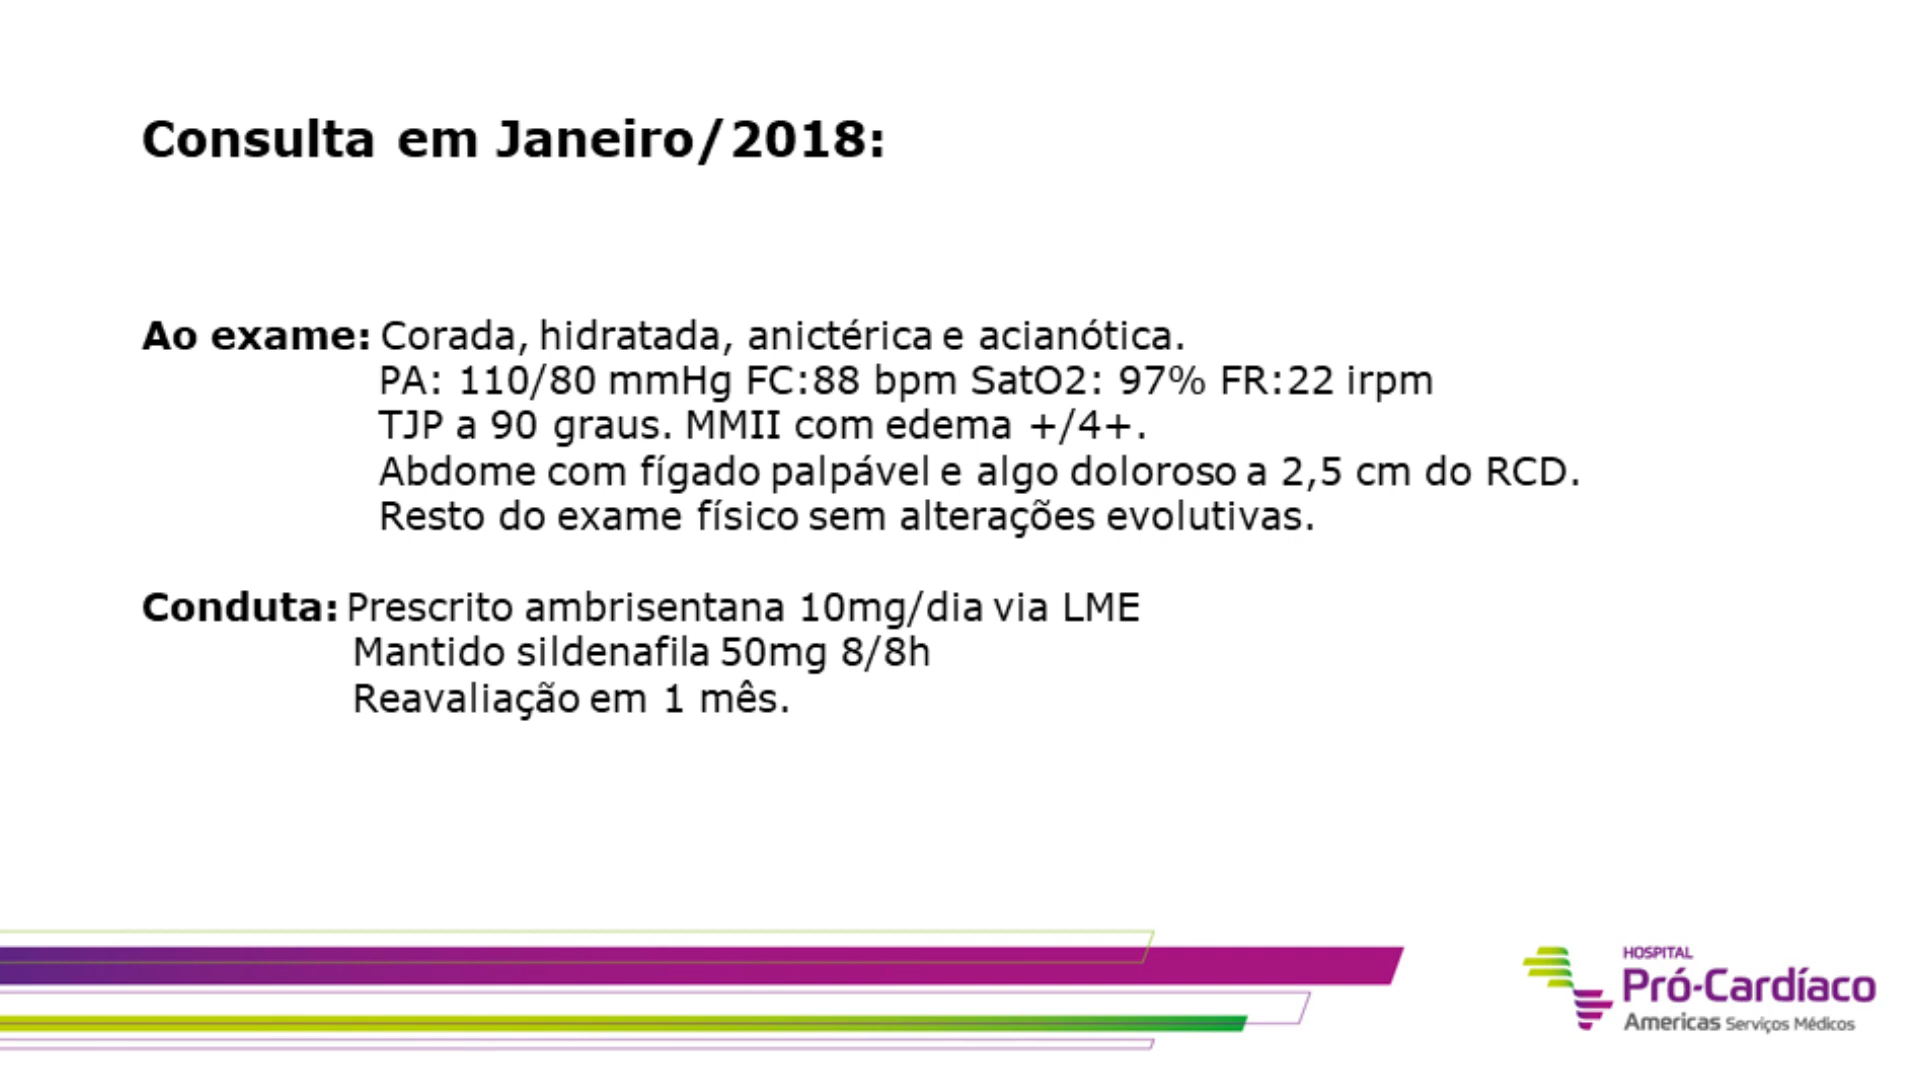 Consulta em Janeiro/2018:
Ao exame: Corada, hidratada, anictérica e acianótica.
PA: 110/80 mmHg FC:88 bpm SatO2: 97% FR:22 irpm
TJP a 90 graus. MMII com edema +/4+.
Abdome com fígado palpável e algo doloroso a 2,5 cm do RCD.
Resto do exame físico sem alterações evolutivas.
Conduta: Prescrito ambrisentana 10mg/dia via LME
Mantido sildenafila 50mg 8/8h
Reavaliação em 1 mês.
HOSPITAL
Pró-Cardíaco
Americas Serviços Médicos